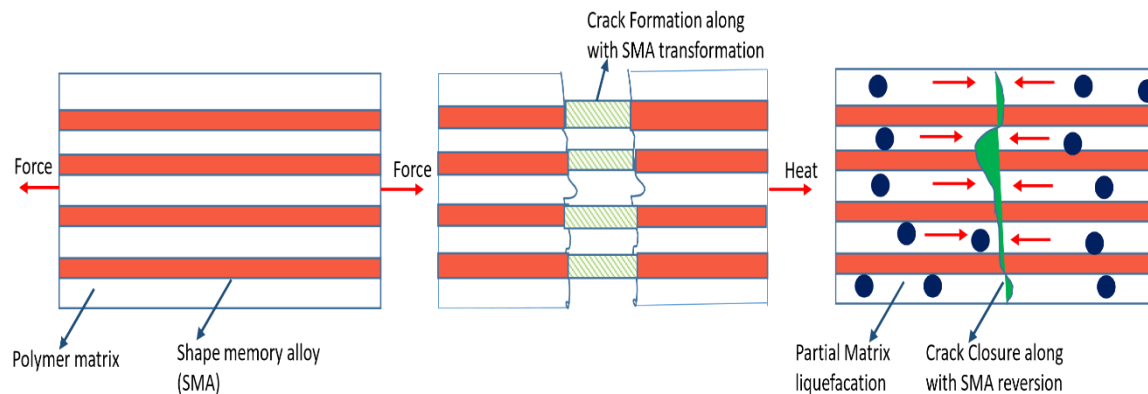 Crack Formation along
with SMA transformation
Force
Force
Heat
Polymer matrix
Shape memory alloy
(SMA)
Partial Matrix
liquefacation
Crack Closure along
with SMA reversion